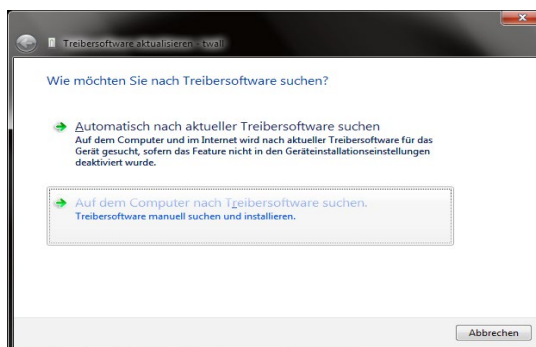 Treibersoftware aktualisieren - twall
Wie möchten Sie nach Treibersoftware suchen?
Automatisch nach aktueller Treibersoftware suchen
Auf dem Computer und im Internet wird nach aktueller Treibersoftware für das
Gerät gesucht, sofern das Feature nicht in den Geräteinstallationseinstellungen
deaktiviert wurde.
Auf dem Computer nach Treibersoftware suchen.
Treibersoftware manuell suchen und installieren.
Abbrechen